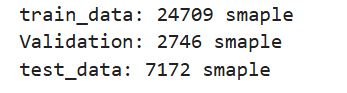 train_data: 24709 smaple
Validation: 2746 smaple
test_data: 7172 smaple